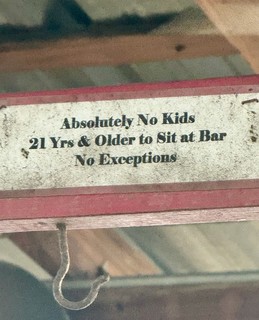 Absolutely No Kids
21 Yrs & Older to Sit at Bar
No Exceptions